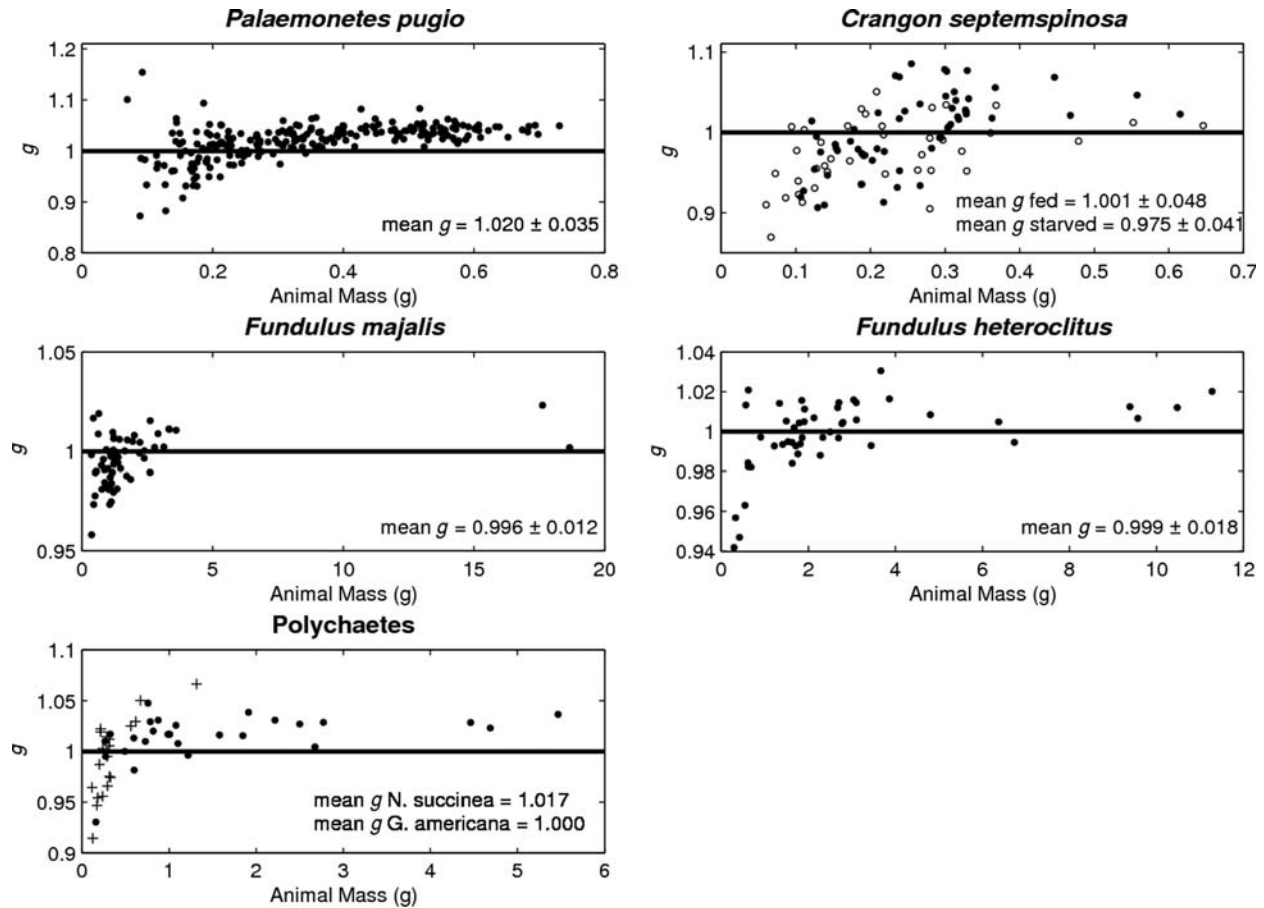 Palaemonetes pugio
1.2
1.1
1
0.9
0.8
g
mean g = 1.020 ± 0.035
0 0.2 0.4 0.6 0.8
Animal Mass (g)
Crangon septemspinosa
1.1
1
0.9
g
mean g fed = 1.001 ± 0.048
mean g starved = 0.975 ± 0.041
0 0.1 0.2 0.3 0.4 0.5 0.6 0.7
Animal Mass (g)
Fundulus majalis
1.05
1
0.95
g
mean g = 0.996 ± 0.012
0 5 10 15 20
Animal Mass (g)
Fundulus heteroclitus
1.04
1.02
1
0.98
0.96
0.94
g
mean g = 0.999 ± 0.018
0 2 4 6 8 10 12
Animal Mass (g)
Polychaetes
1.1
1.05
1
0.95
0.9
g
mean g N. succinea = 1.017
mean g G. americana = 1.000
0 1 2 3 4 5 6
Animal Mass (g)